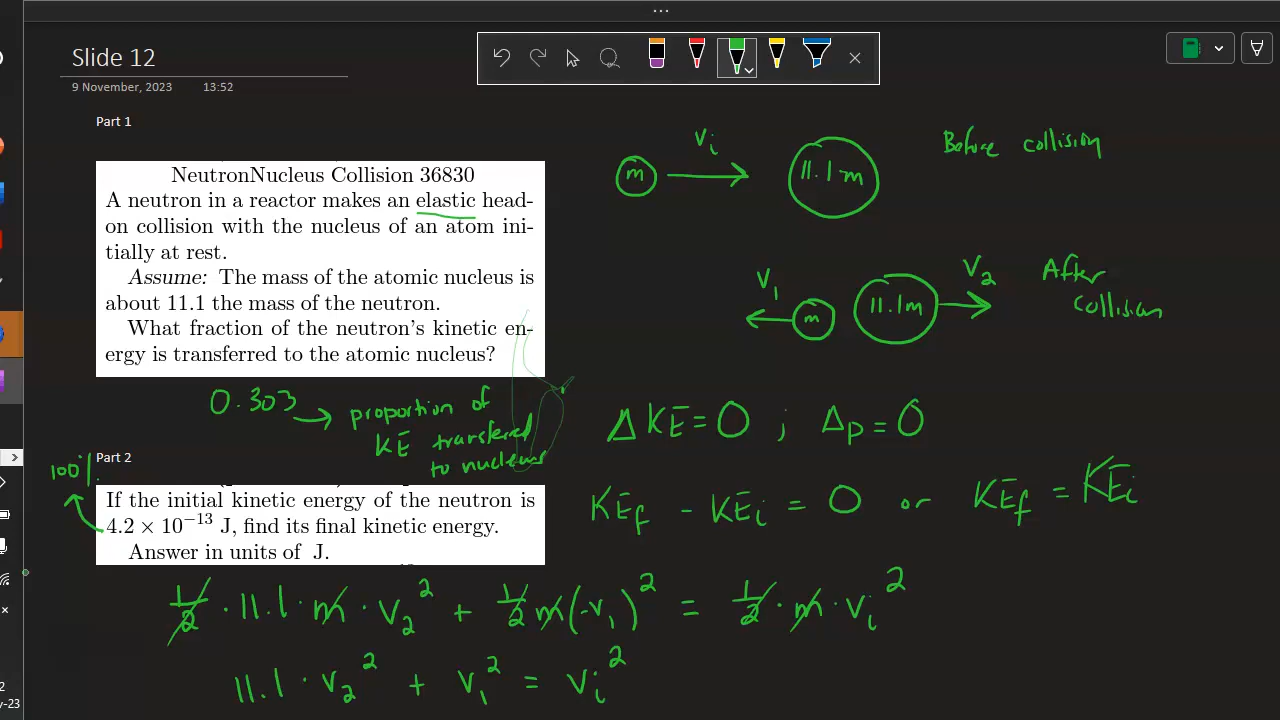 Slide 12
9 November, 2023 13:52
Part 1
NeutronNucleus Collision 36830
A neutron in a reactor makes an elastic head-
on collision with the nucleus of an atom ini-
tially at rest.
Assume: The mass of the atomic nucleus is
about 11.1 the mass of the neutron.
What fraction of the neutron's kinetic en-
ergy is transferred to the atomic nucleus?
0.303 → proportion of
KE transferred
to nucleus
Part 2
100%
If the initial kinetic energy of the neutron is
4.2 × 10⁻¹³ J, find its final kinetic energy.
Answer in units of J.
vᵢ
m 11.1m Before collision
v₁ v₂ After
m 11.1m collision
ΔKE = 0 ; Δp = 0
KE_f - KEᵢ = 0 or KE_f = KEᵢ
1/2 · 11.1 · m · v₂² + 1/2 m(-v₁)² = 1/2 · m · vᵢ²
11.1 · v₂² + v₁² = vᵢ²
2
v-23